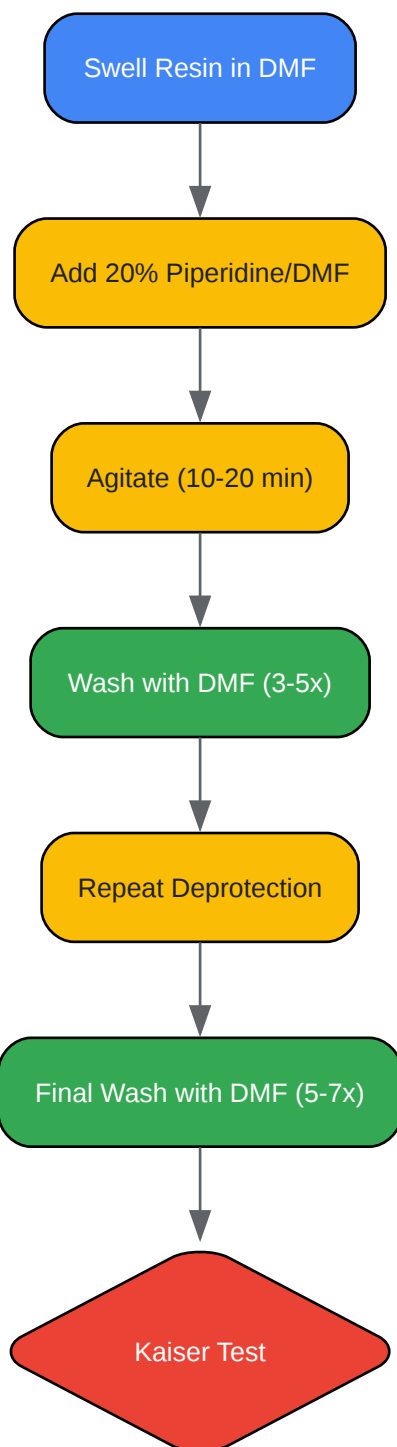 Swell Resin in DMF
Add 20% Piperidine/DMF
Agitate (10-20 min)
Wash with DMF (3-5x)
Repeat Deprotection
Final Wash with DMF (5-7x)
Kaiser Test